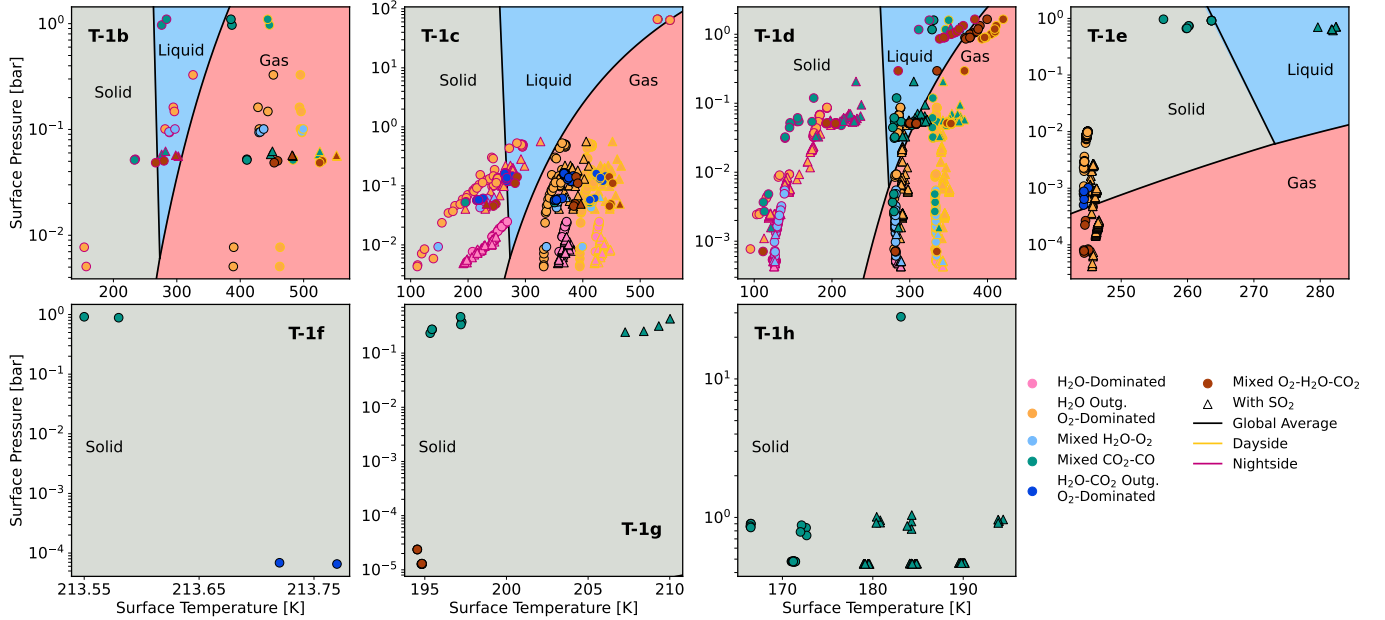 T-1b
Solid
Liquid
Gas
Surface Pressure [bar]
10⁰
10⁻¹
10⁻²
200
300
400
500
T-1c
Solid
Liquid
Gas
10²
10¹
10⁰
10⁻¹
10⁻²
100
200
300
400
500
T-1d
Solid
Liquid
Gas
10⁰
10⁻¹
10⁻²
10⁻³
100
200
300
400
T-1e
Solid
Liquid
Gas
10⁰
10⁻¹
10⁻²
10⁻³
10⁻⁴
250
260
270
280
T-1f
Solid
Surface Pressure [bar]
10⁰
10⁻¹
10⁻²
10⁻³
10⁻⁴
213.55
213.65
213.75
Surface Temperature [K]
T-1g
Solid
10⁻¹
10⁻²
10⁻³
10⁻⁴
10⁻⁵
195
200
205
210
Surface Temperature [K]
T-1h
Solid
10¹
10⁰
170
180
190
Surface Temperature [K]
H₂O-Dominated
H₂O Outg.
O₂-Dominated
Mixed H₂O-O₂
Mixed CO₂-CO
H₂O-CO₂ Outg.
O₂-Dominated
Mixed O₂-H₂O-CO₂
With SO₂
Global Average
Dayside
Nightside